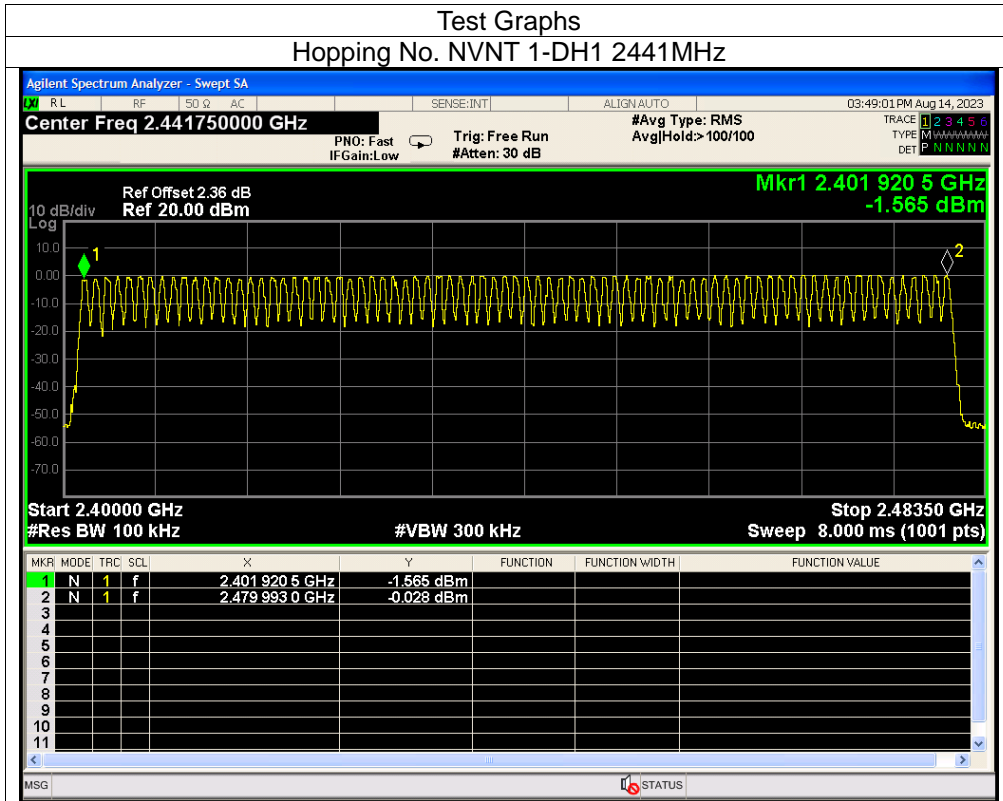 Test Graphs
Hopping No. NVNT 1-DH1 2441MHz
Agilent Spectrum Analyzer - Swept SA
LXI RL RF 50 Ω AC SENSE:INT ALIGN AUTO 03:49:01 PM Aug 14, 2023
Center Freq 2.441750000 GHz #Avg Type: RMS TRACE 1 2 3 4 5 6
PNO: Fast Trig: Free Run Avg|Hold:>100/100 TYPE M
IFGain:Low #Atten: 30 dB DET P N N N N N
Mkr1 2.401 920 5 GHz
Ref Offset 2.36 dB
10 dB/div Ref 20.00 dBm -1.565 dBm
Log
10.0
1
2
0.00
-10.0
-20.0
-30.0
-40.0
-50.0
-60.0
-70.0
Start 2.40000 GHz Stop 2.48350 GHz
#Res BW 100 kHz #VBW 300 kHz Sweep 8.000 ms (1001 pts)
MKR MODE TRC SCL X Y FUNCTION FUNCTION WIDTH FUNCTION VALUE
1 N 1 f 2.401 920 5 GHz -1.565 dBm
2 N 1 f 2.479 993 0 GHz -0.028 dBm
3
4
5
6
7
8
9
10
11
MSG STATUS